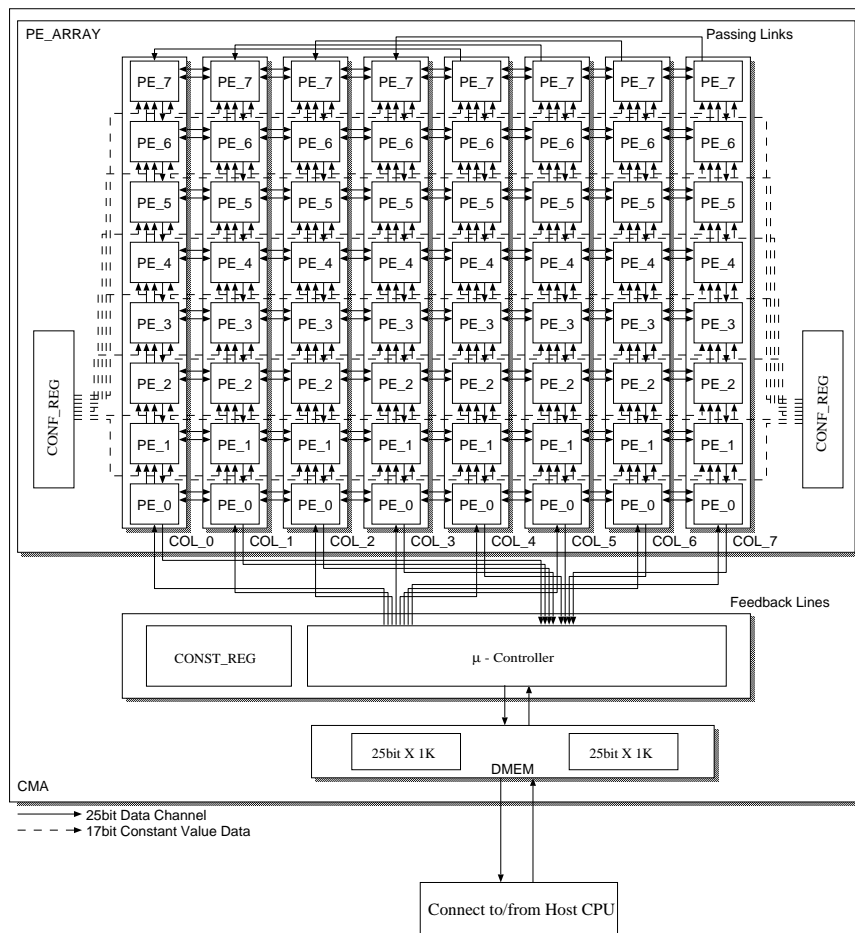 PE_ARRAY Passing Links
PE_7 PE_7 PE_7 PE_7 PE_7 PE_7 PE_7 PE_7
PE_6 PE_6 PE_6 PE_6 PE_6 PE_6 PE_6 PE_6
PE_5 PE_5 PE_5 PE_5 PE_5 PE_5 PE_5 PE_5
PE_4 PE_4 PE_4 PE_4 PE_4 PE_4 PE_4 PE_4
PE_3 PE_3 PE_3 PE_3 PE_3 PE_3 PE_3 PE_3
PE_2 PE_2 PE_2 PE_2 PE_2 PE_2 PE_2 PE_2
CONF_REG CONF_REG
PE_1 PE_1 PE_1 PE_1 PE_1 PE_1 PE_1 PE_1
PE_0 PE_0 PE_0 PE_0 PE_0 PE_0 PE_0 PE_0
COL_0 COL_1 COL_2 COL_3 COL_4 COL_5 COL_6 COL_7
Feedback Lines
CONST_REG μ - Controller
25bit X 1K 25bit X 1K
DMEM
CMA
25bit Data Channel
17bit Constant Value Data
Connect to/from Host CPU